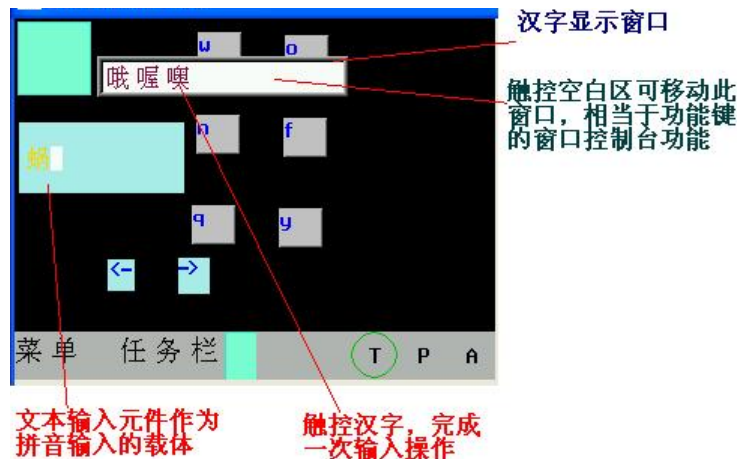 汉字显示窗口
w o
哦喔噢
触控空白区可移动此
窗口，相当于功能键
的窗口控制台功能
n f
蜗
q y
<- ->
菜单 任务栏 T P A
文本输入元件作为
拼音输入的载体
触控汉字，完成
一次输入操作